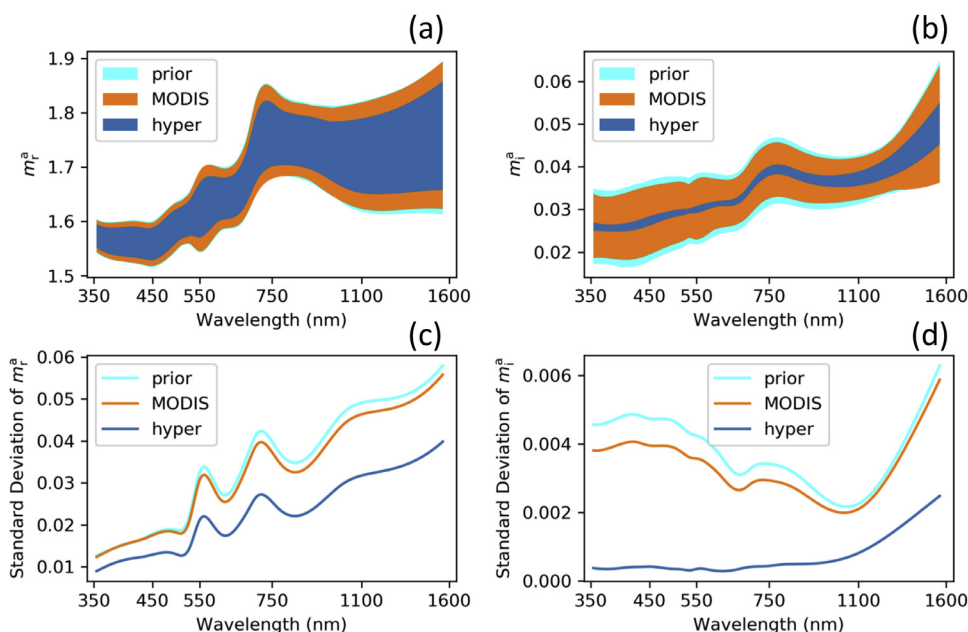 (a)
1.9
1.8
1.7
1.6
1.5
m_r^a
prior
MODIS
hyper
350 450 550 750 1100 1600
Wavelength (nm)
(b)
0.06
0.05
0.04
0.03
0.02
m_i^a
prior
MODIS
hyper
350 450 550 750 1100 1600
Wavelength (nm)
(c)
0.06
0.05
0.04
0.03
0.02
0.01
Standard Deviation of m_r^a
prior
MODIS
hyper
350 450 550 750 1100 1600
Wavelength (nm)
(d)
0.006
0.004
0.002
0.000
Standard Deviation of m_i^a
prior
MODIS
hyper
350 450 550 750 1100 1600
Wavelength (nm)